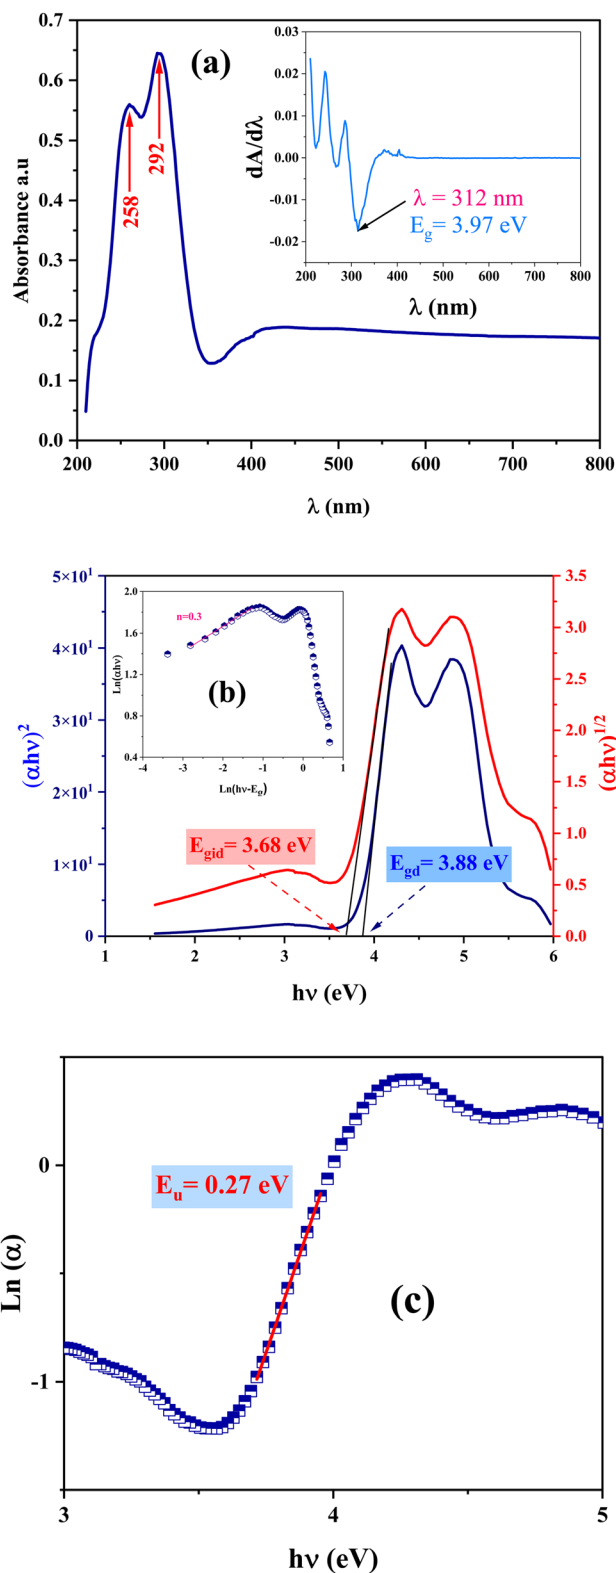 (a)
0.7
0.6
0.5
0.4
0.3
0.2
0.1
0.0
Absorbance a.u
258
292
200 300 400 500 600 700 800
λ (nm)
0.03
0.02
0.01
0.00
-0.01
-0.02
dA/dλ
λ = 312 nm
Eg= 3.97 eV
200 300 400 500 600 700 800
λ (nm)
5×10¹
4×10¹
3×10¹
2×10¹
1×10¹
0
(αhν)²
2.0
1.6
1.2
0.8
0.4
Ln(αhν)
n=0.3
(b)
-4 -3 -2 -1 0 1
Ln(hν-Eg)
3.5
3.0
2.5
2.0
1.5
1.0
0.5
0.0
(αhν)1/2
Egid= 3.68 eV
Egd= 3.88 eV
1 2 3 4 5 6
hν (eV)
0
-1
Ln (α)
Eu= 0.27 eV
(c)
3 4 5
hν (eV)